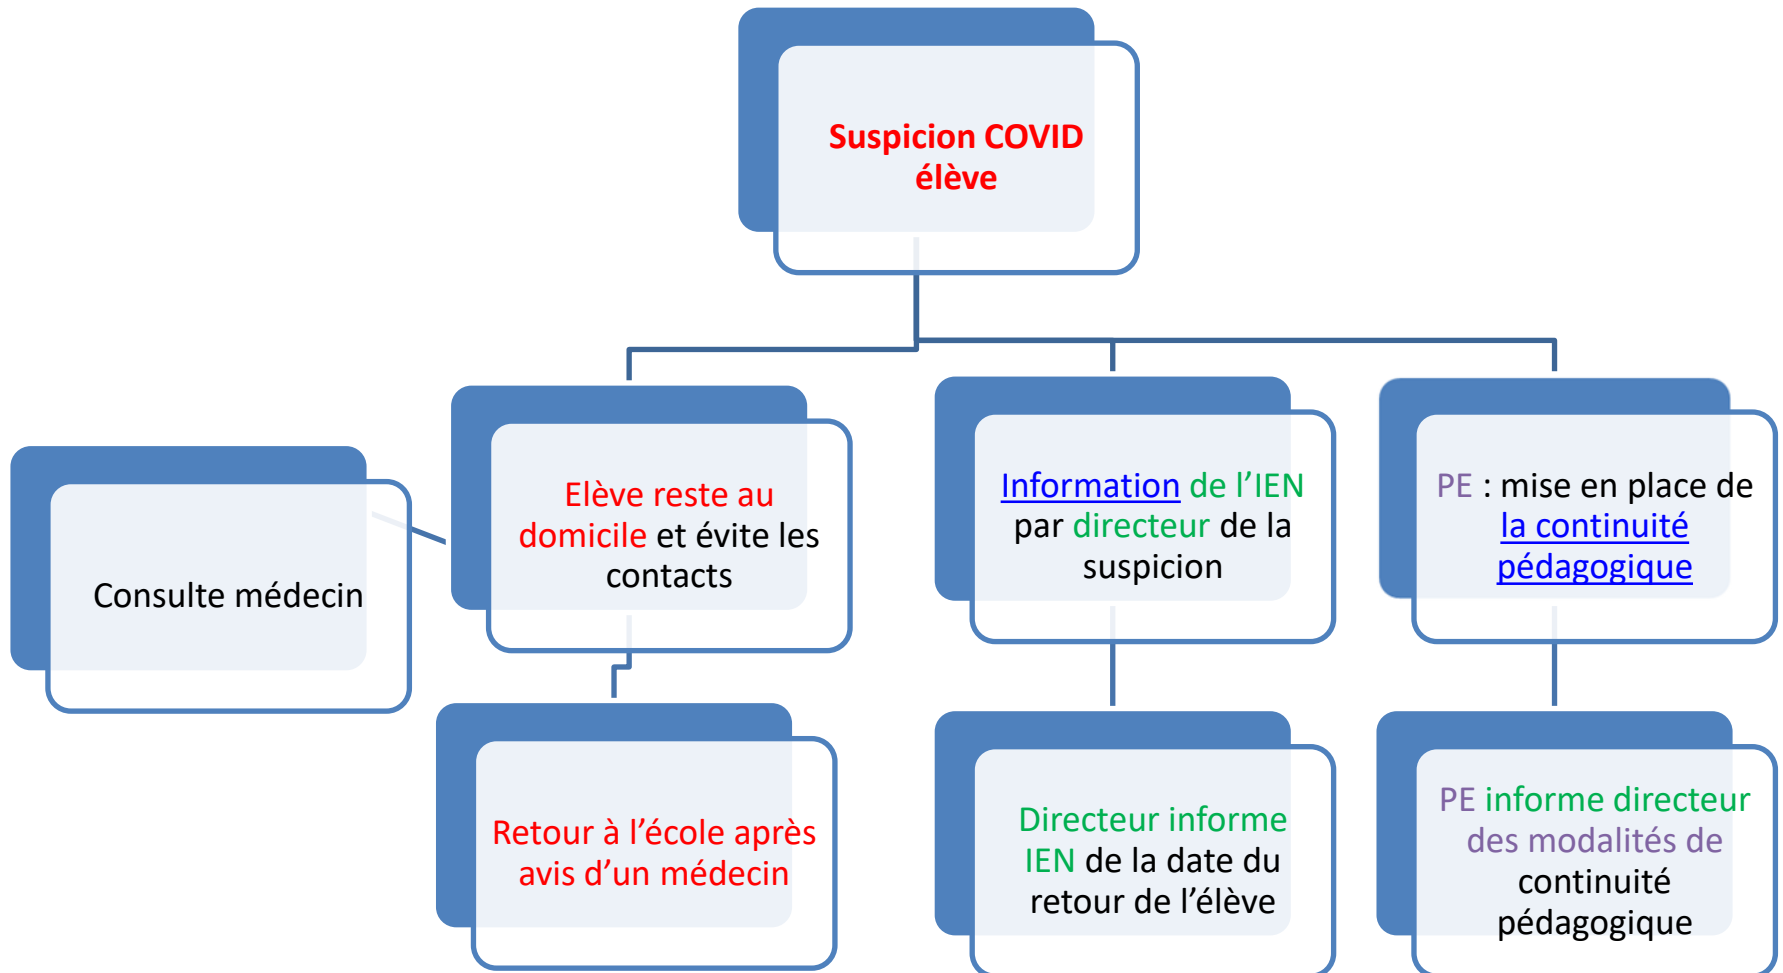 Suspicion COVID
élève
Consulte médecin
Elève reste au
domicile et évite les
contacts
Information de l’IEN
par directeur de la
suspicion
PE : mise en place de
la continuité
pédagogique
Retour à l’école après
avis d’un médecin
Directeur informe
IEN de la date du
retour de l’élève
PE informe directeur
des modalités de
continuité
pédagogique